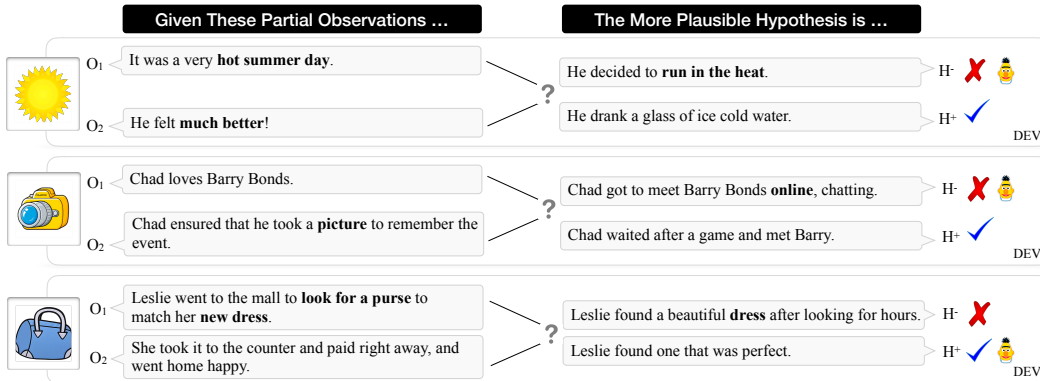 Given These Partial Observations …
The More Plausible Hypothesis is …
O1
It was a very hot summer day.
O2
He felt much better!
?
He decided to run in the heat.
H-
He drank a glass of ice cold water.
H+
DEV
O1
Chad loves Barry Bonds.
O2
Chad ensured that he took a picture to remember the
event.
?
Chad got to meet Barry Bonds online, chatting.
H-
Chad waited after a game and met Barry.
H+
DEV
O1
Leslie went to the mall to look for a purse to
match her new dress.
O2
She took it to the counter and paid right away, and
went home happy.
?
Leslie found a beautiful dress after looking for hours.
H-
Leslie found one that was perfect.
H+
DEV